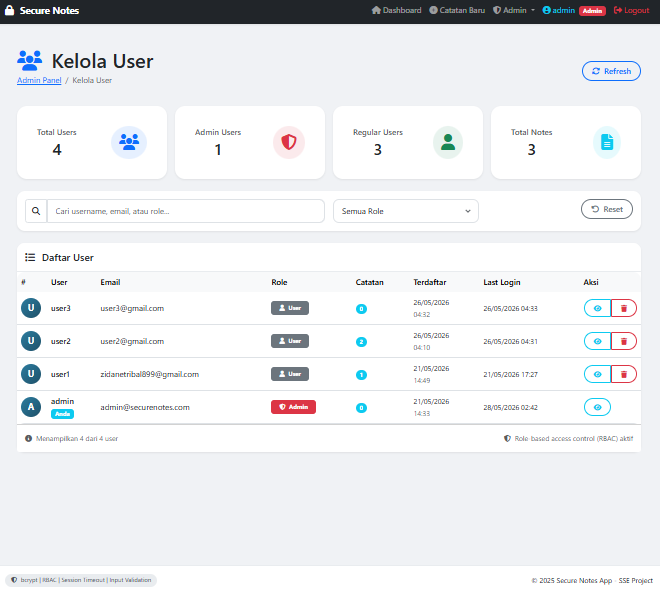 Secure Notes
Dashboard Catatan Baru Admin admin Admin Logout
Kelola User
Admin Panel / Kelola User
Refresh
Total Users
4
Admin Users
1
Regular Users
3
Total Notes
3
Cari username, email, atau role...
Semua Role
Reset
Daftar User
# User Email Role Catatan Terdaftar Last Login Aksi
U user3 user3@gmail.com User 0 26/05/2026 04:32 26/05/2026 04:33
U user2 user2@gmail.com User 2 26/05/2026 04:10 26/05/2026 04:31
U user1 zidanetribal899@gmail.com User 1 21/05/2026 14:49 21/05/2026 17:27
A admin Anda admin@securenotes.com Admin 0 21/05/2026 14:33 28/05/2026 02:42
Menampilkan 4 dari 4 user
Role based access control (RBAC) aktif
bcrypt | RBAC | Session Timeout | Input Validation
© 2025 Secure Notes App - SSE Project